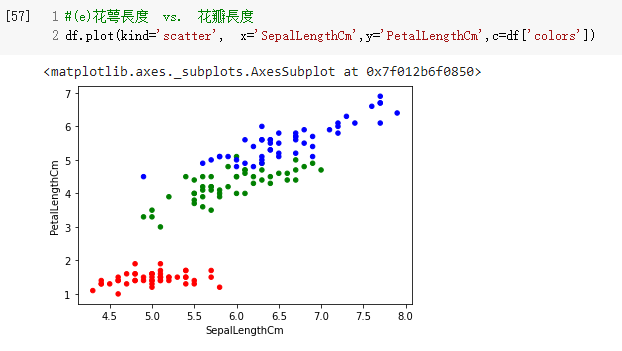 [57] 1 #(e)花萼長度 vs. 花瓣長度
2 df.plot(kind='scatter', x='SepalLengthCm',y='PetalLengthCm',c=df['colors'])
<matplotlib.axes._subplots.AxesSubplot at 0x7f012b6f0850>
7
6
5
4
3
2
1
PetalLengthCm
4.5 5.0 5.5 6.0 6.5 7.0 7.5 8.0
SepalLengthCm